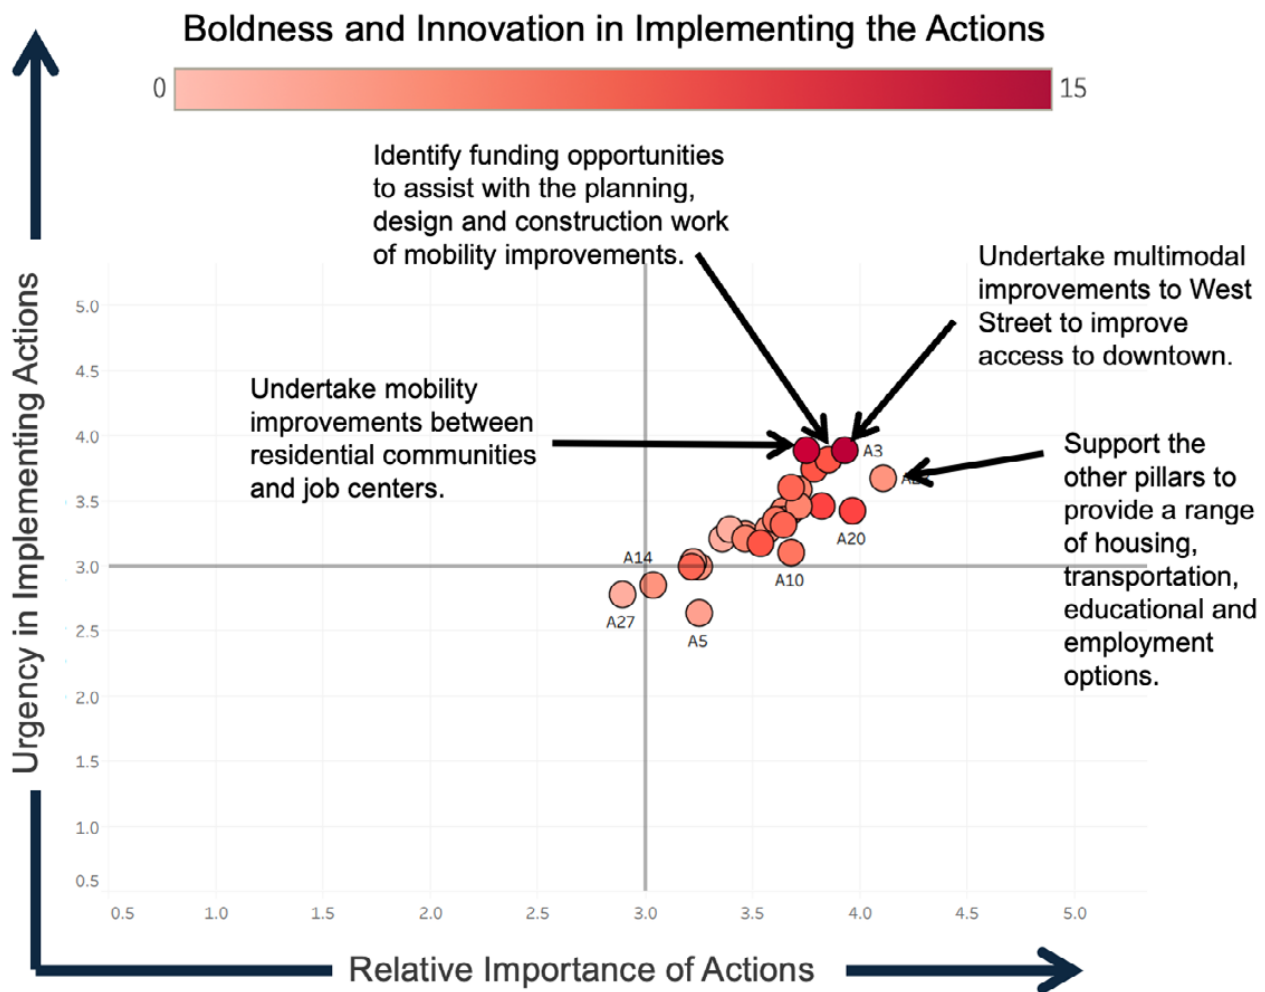 Boldness and Innovation in Implementing the Actions
0
15
Identify funding opportunities
to assist with the planning,
design and construction work
of mobility improvements.
Undertake multimodal
improvements to West
Street to improve
access to downtown.
Undertake mobility
improvements between
residential communities
and job centers.
Support the
other pillars to
provide a range
of housing,
transportation,
educational and
employment
options.
Urgency in Implementing Actions
5.0
4.5
4.0
3.5
3.0
2.5
2.0
1.5
1.0
0.5
A3
A20
A14
A10
A27
A5
0.5
1.0
1.5
2.0
2.5
3.0
3.5
4.0
4.5
5.0
Relative Importance of Actions